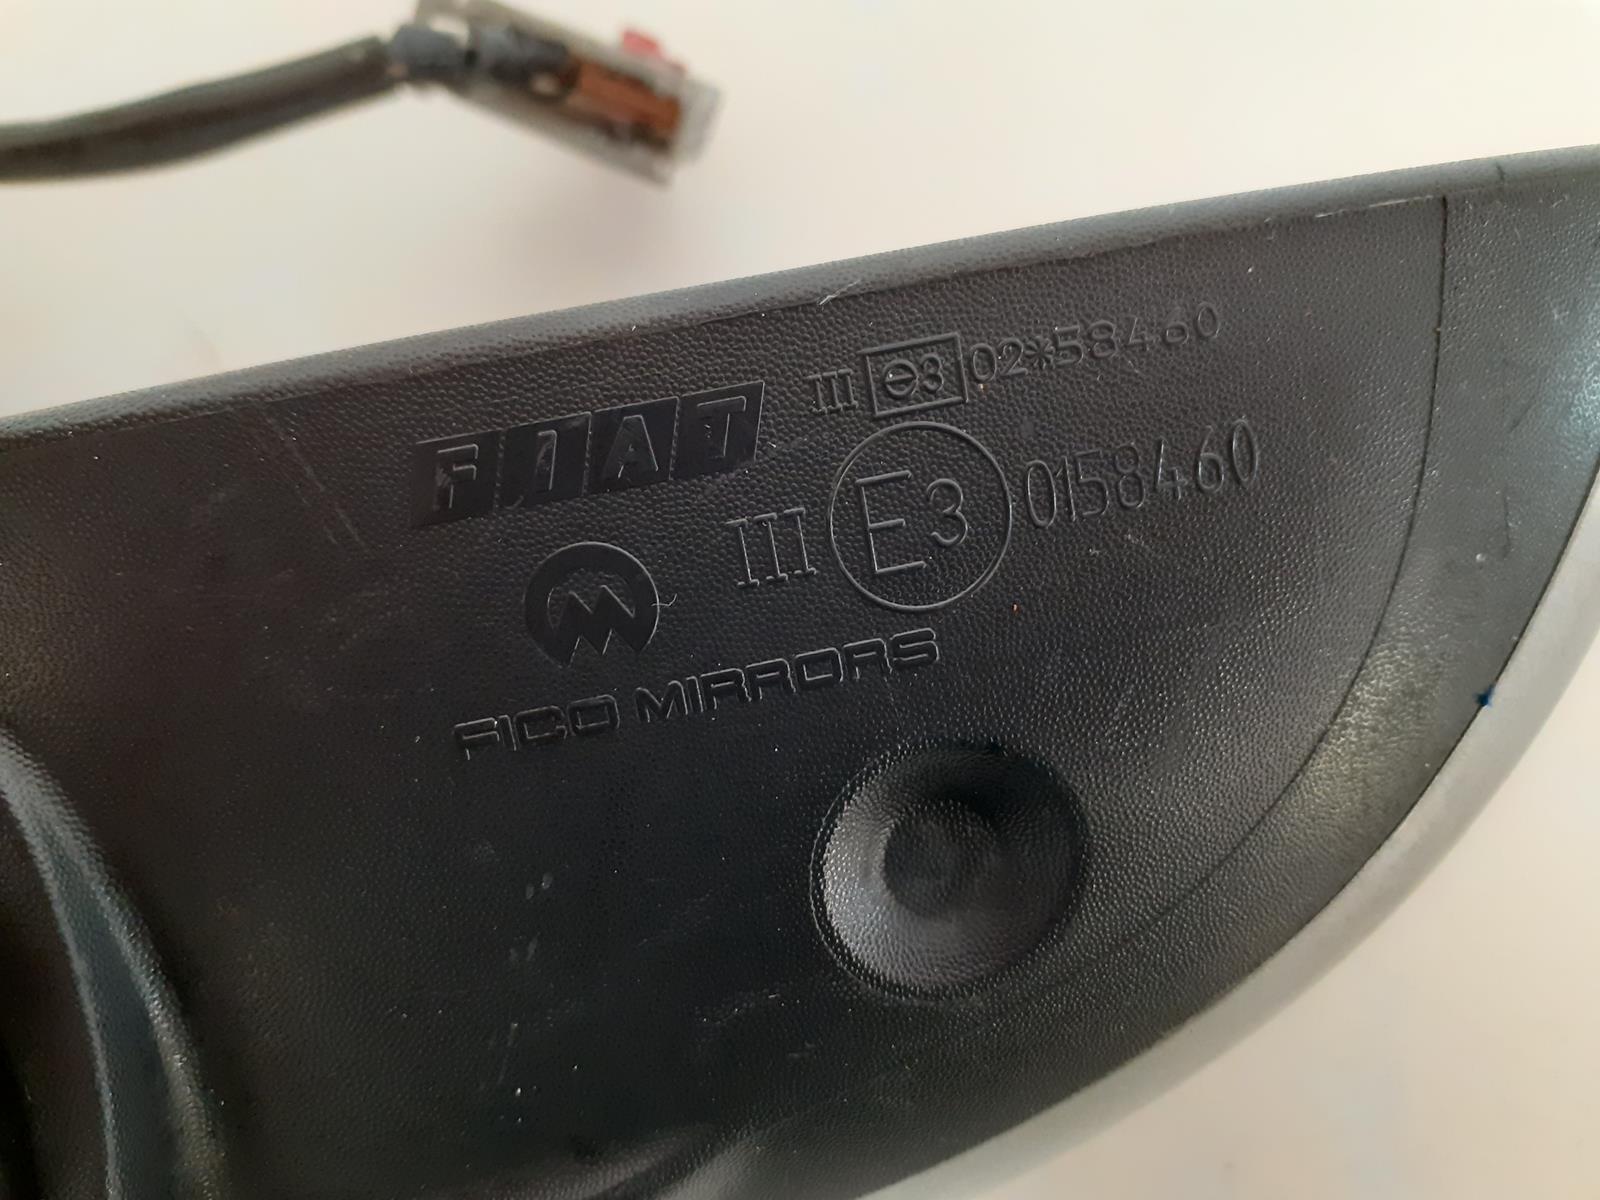 III e3 02*58460
FIAT
III E3 0158460
FICO MIRRORS